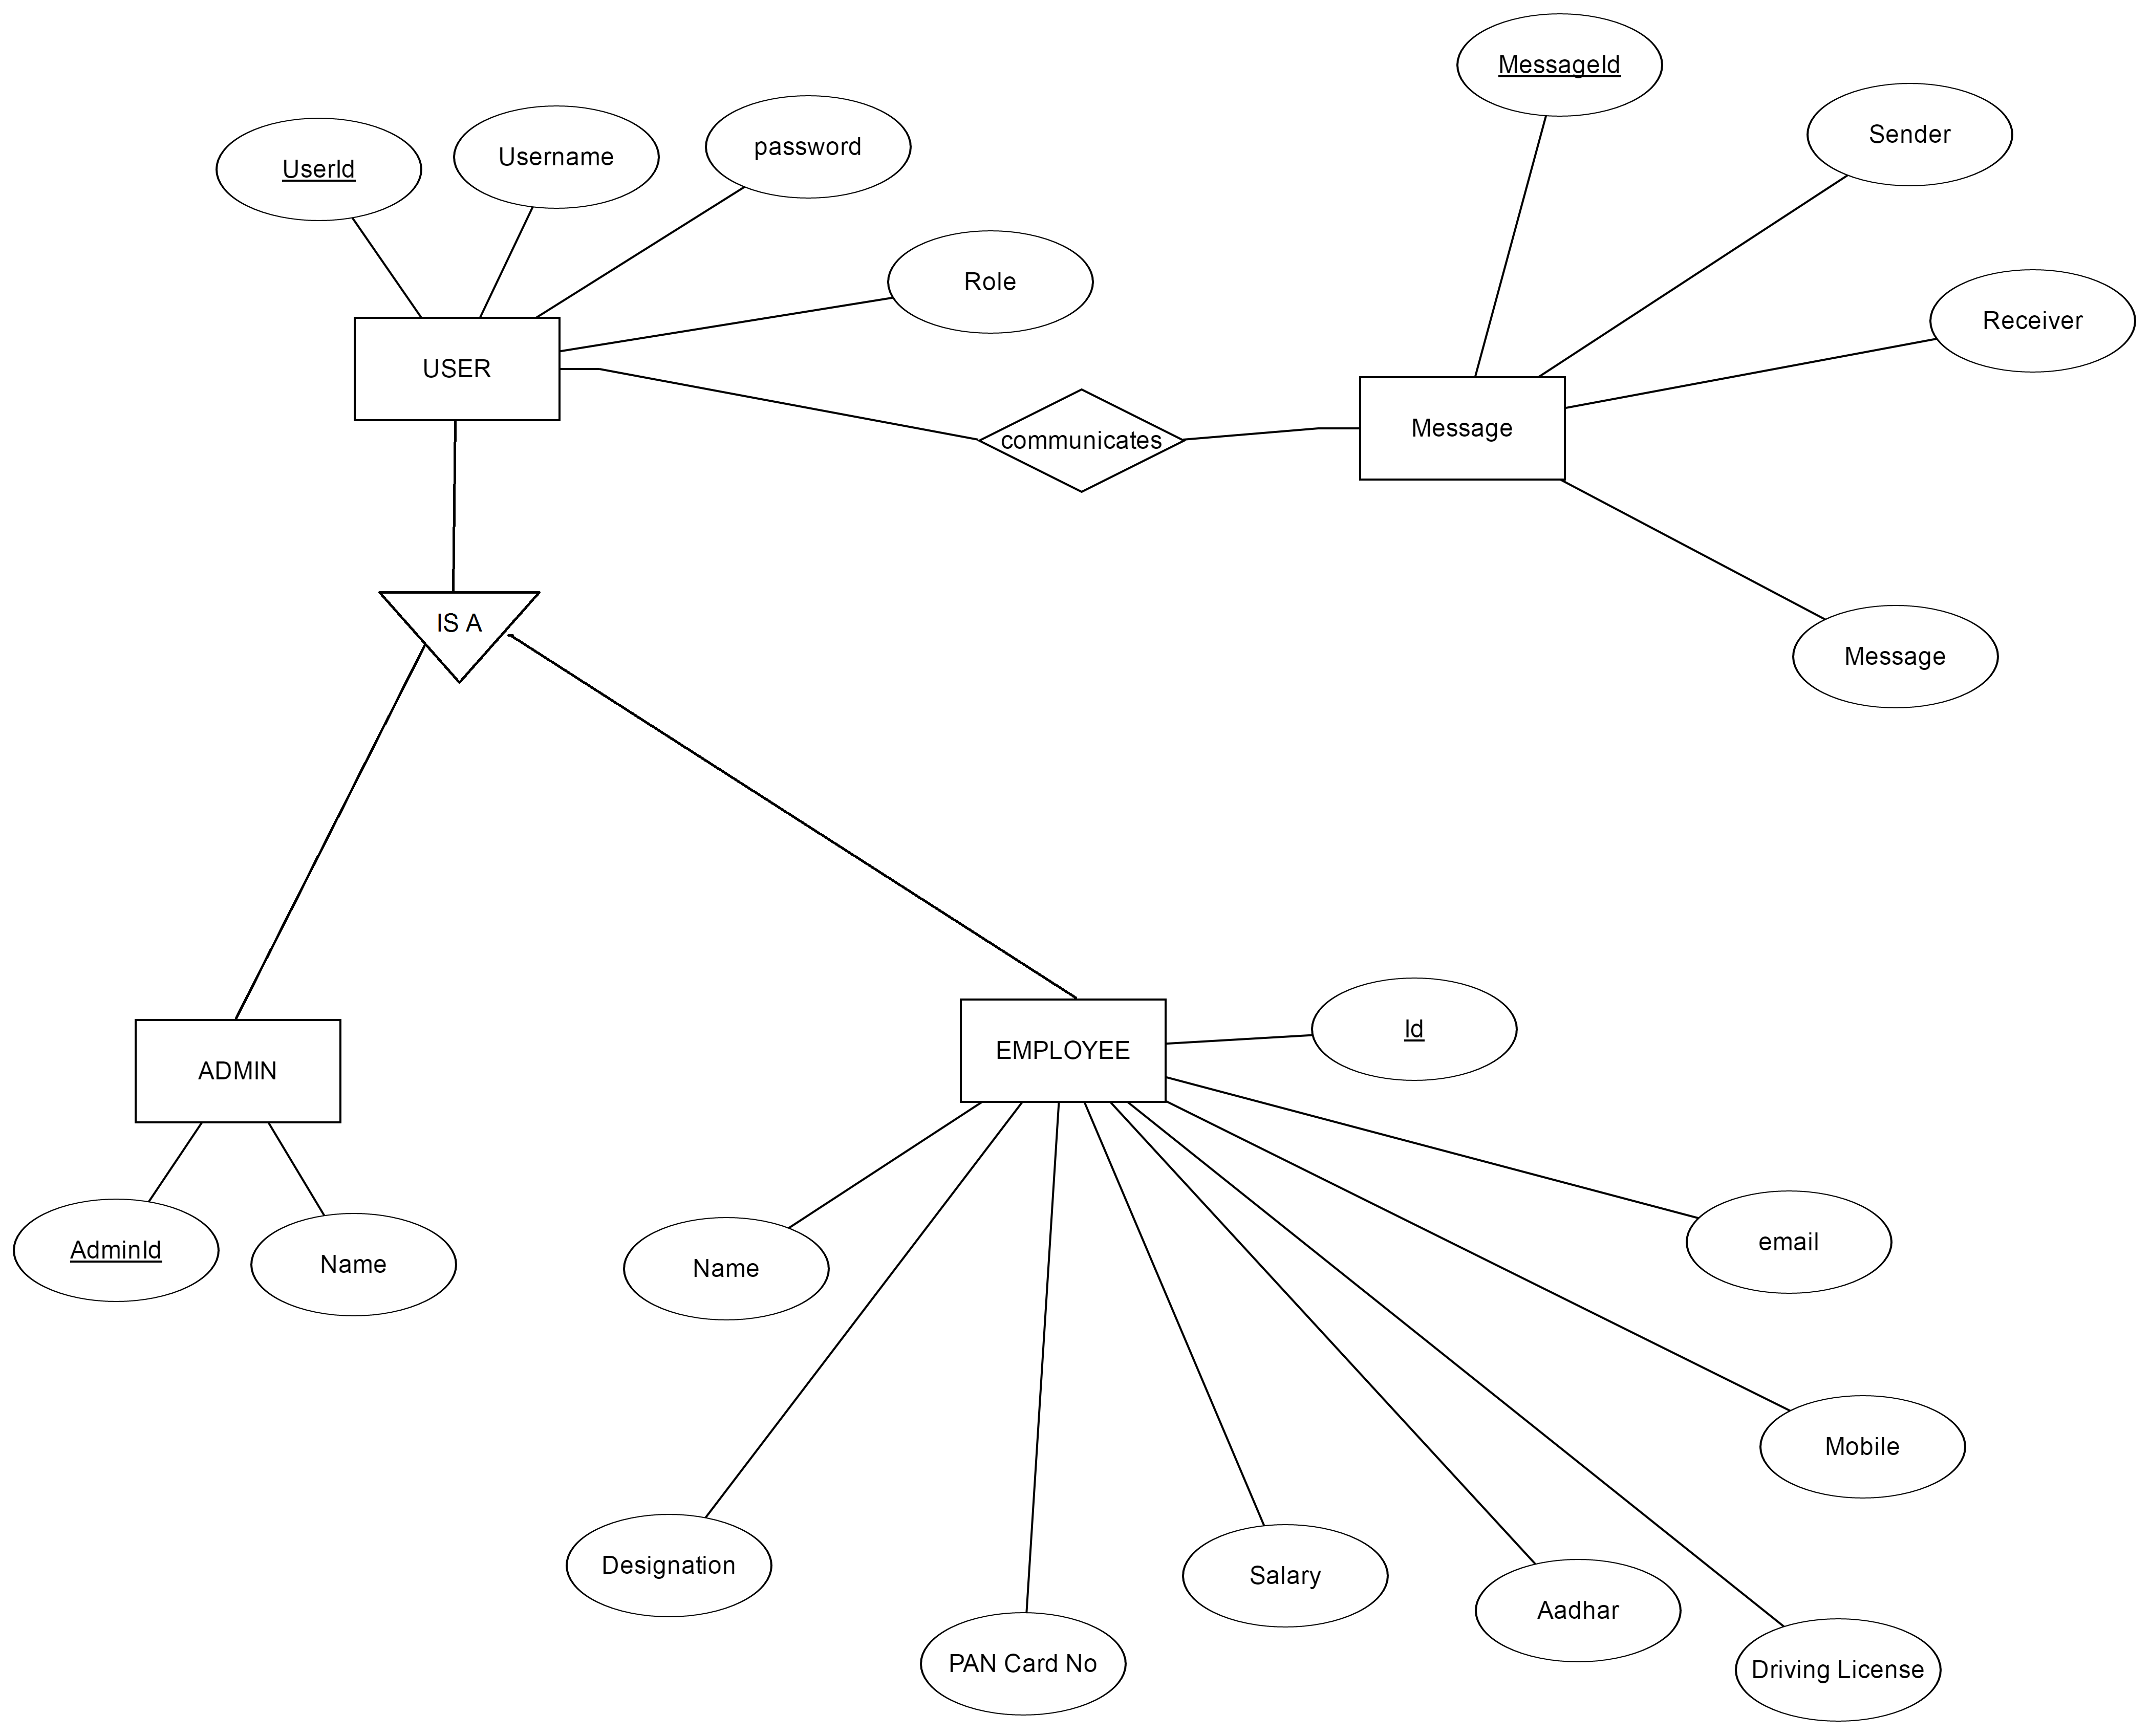 MessageId
Sender
password
Username
UserId
Role
Receiver
USER
Message
communicates
IS A
Message
Id
EMPLOYEE
ADMIN
email
AdminId
Name
Name
Mobile
Designation
Salary
Aadhar
PAN Card No
Driving License